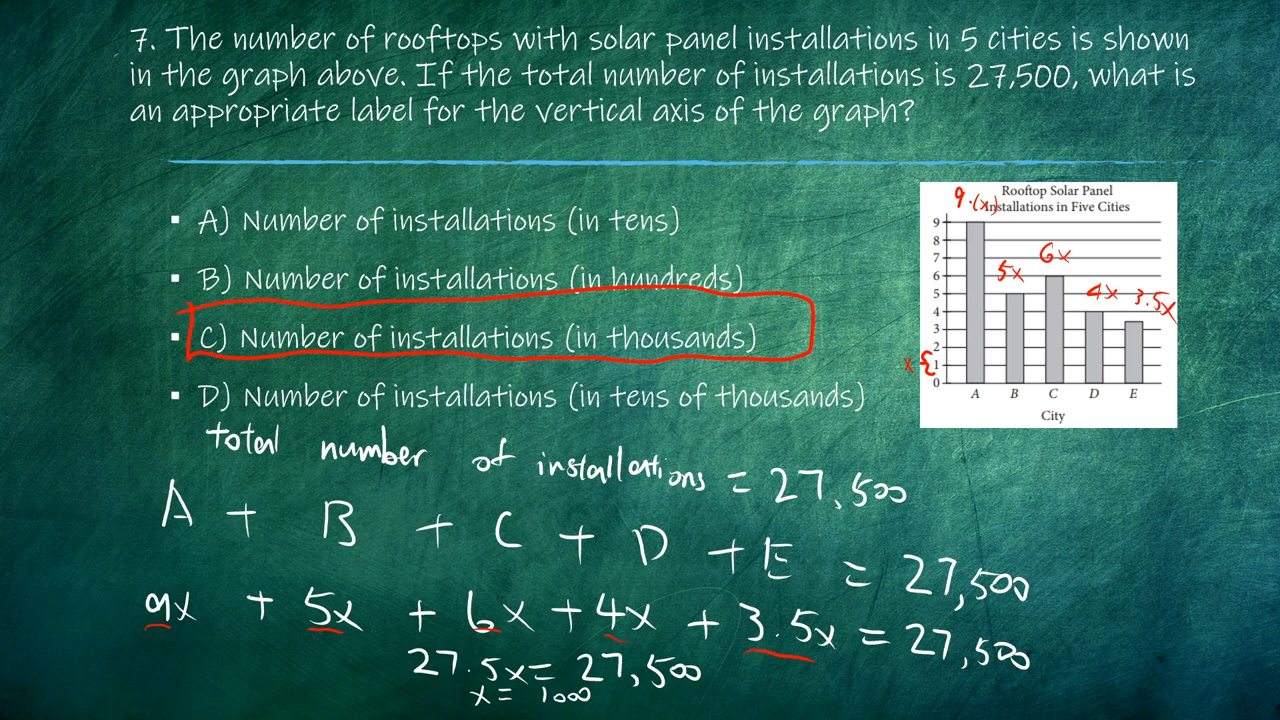 7. The number of rooftops with solar panel installations in 5 cities is shown
in the graph above. If the total number of installations is 27,500, what is
an appropriate label for the vertical axis of the graph?
▪ A) Number of installations (in tens)
▪ B) Number of installations (in hundreds)
▪ C) Number of installations (in thousands)
▪ D) Number of installations (in tens of thousands)
Rooftop Solar Panel
Installations in Five Cities
9·(x)
5x
6x
4x
3.5x
x {
9
8
7
6
5
4
3
2
1
0
A B C D E
City
total number of installations = 27,500
A + B + C + D + E = 27,500
9x + 5x + 6x + 4x + 3.5x = 27,500
27.5x = 27,500
x = 1000